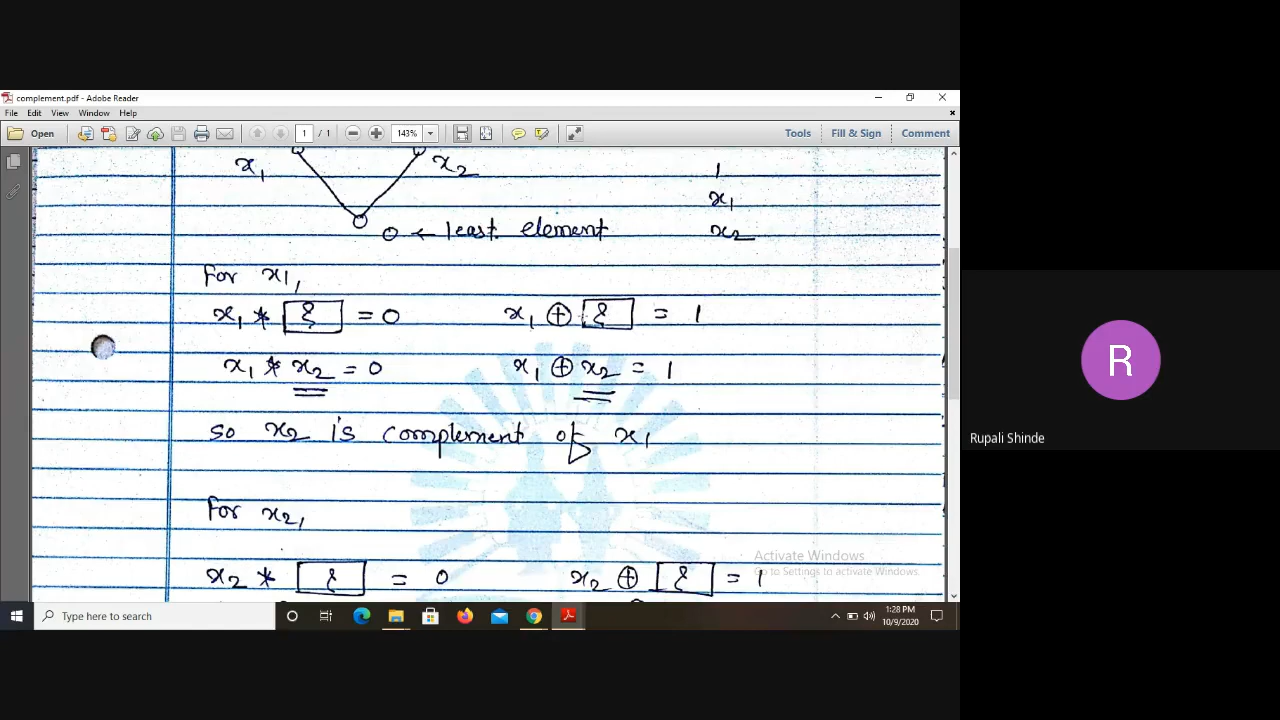 complement.pdf - Adobe Reader
File Edit View Window Help
Open 1 / 1 143% Tools Fill & Sign Comment
x₁ x₂ 1
x₁
0 ← least element x₂
for x₁,
x₁ * { = 0 x₁ ⊕ { = 1
x₁ * x₂ = 0 x₁ ⊕ x₂ = 1
so x₂ is complement of x₁
for x₂,
x₂ * { = 0 x₂ ⊕ { = 1
Activate Windows
Go to Settings to activate Windows.
Type here to search
1:28 PM
10/9/2020
R
Rupali Shinde